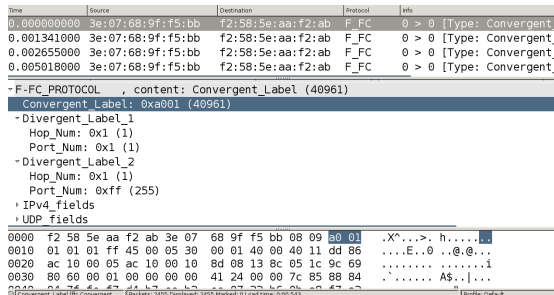 Time Source Destination Protocol Info
0.000000000 3e:07:68:9f:f5:bb f2:58:5e:aa:f2:ab F_FC 0 > 0 [Type: Convergent_
0.001341000 3e:07:68:9f:f5:bb f2:58:5e:aa:f2:ab F_FC 0 > 0 [Type: Convergent_
0.002655000 3e:07:68:9f:f5:bb f2:58:5e:aa:f2:ab F_FC 0 > 0 [Type: Convergent_
0.005018000 3e:07:68:9f:f5:bb f2:58:5e:aa:f2:ab F_FC 0 > 0 [Type: Convergent_
F-FC_PROTOCOL , content: Convergent_Label (40961)
Convergent_Label: 0xa001 (40961)
Divergent_Label_1
Hop_Num: 0x1 (1)
Port_Num: 0x1 (1)
Divergent_Label_2
Hop_Num: 0x1 (1)
Port_Num: 0xff (255)
IPv4_fields
UDP_fields
0000 f2 58 5e aa f2 ab 3e 07 68 9f f5 bb 08 09 a0 01 .X^...>. h.......
0010 01 01 01 ff 45 00 05 30 00 01 40 00 40 11 dd 86 ....E..0 ..@.@...
0020 ac 10 00 05 ac 10 00 10 8d d8 13 8c 05 1c 9c 69 ........ .......i
0030 80 60 00 01 00 00 00 00 41 24 00 00 7c 85 88 84 .`...... A$..|...